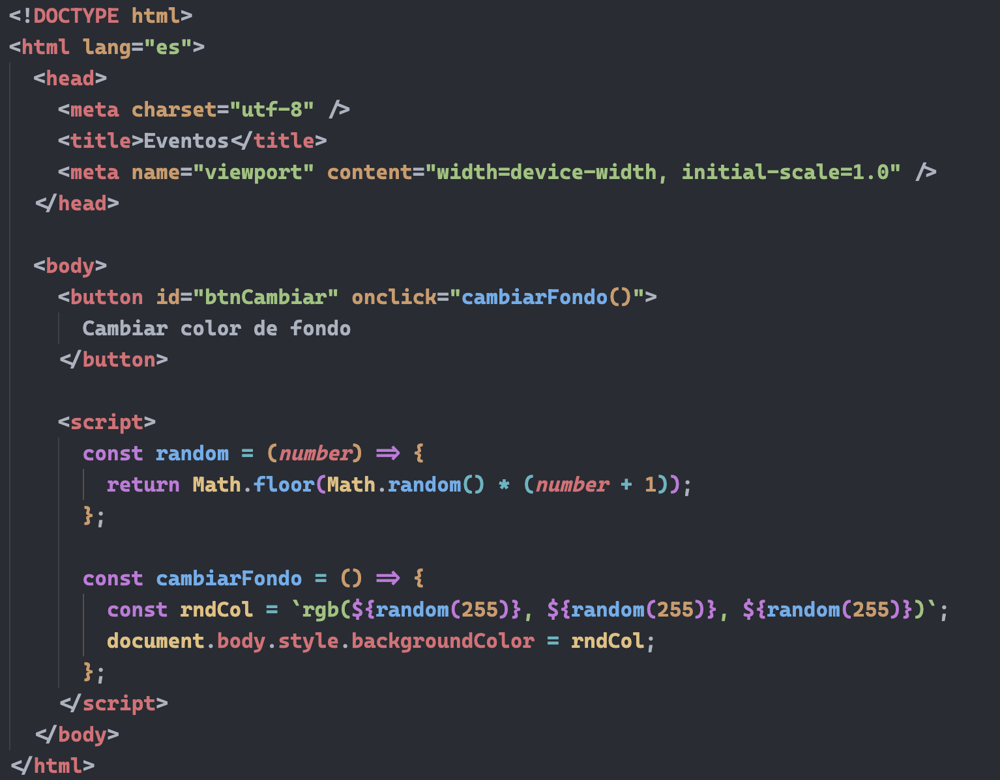 <!DOCTYPE html>
<html lang="es">
  <head>
    <meta charset="utf-8" />
    <title>Eventos</title>
    <meta name="viewport" content="width=device-width, initial-scale=1.0" />
  </head>

  <body>
    <button id="btnCambiar" onclick="cambiarFondo()">
      Cambiar color de fondo
    </button>

    <script>
      const random = (number) => {
        return Math.floor(Math.random() * (number + 1));
      };

      const cambiarFondo = () => {
        const rndCol = `rgb(${random(255)}, ${random(255)}, ${random(255)})`;
        document.body.style.backgroundColor = rndCol;
      };
    </script>
  </body>
</html>